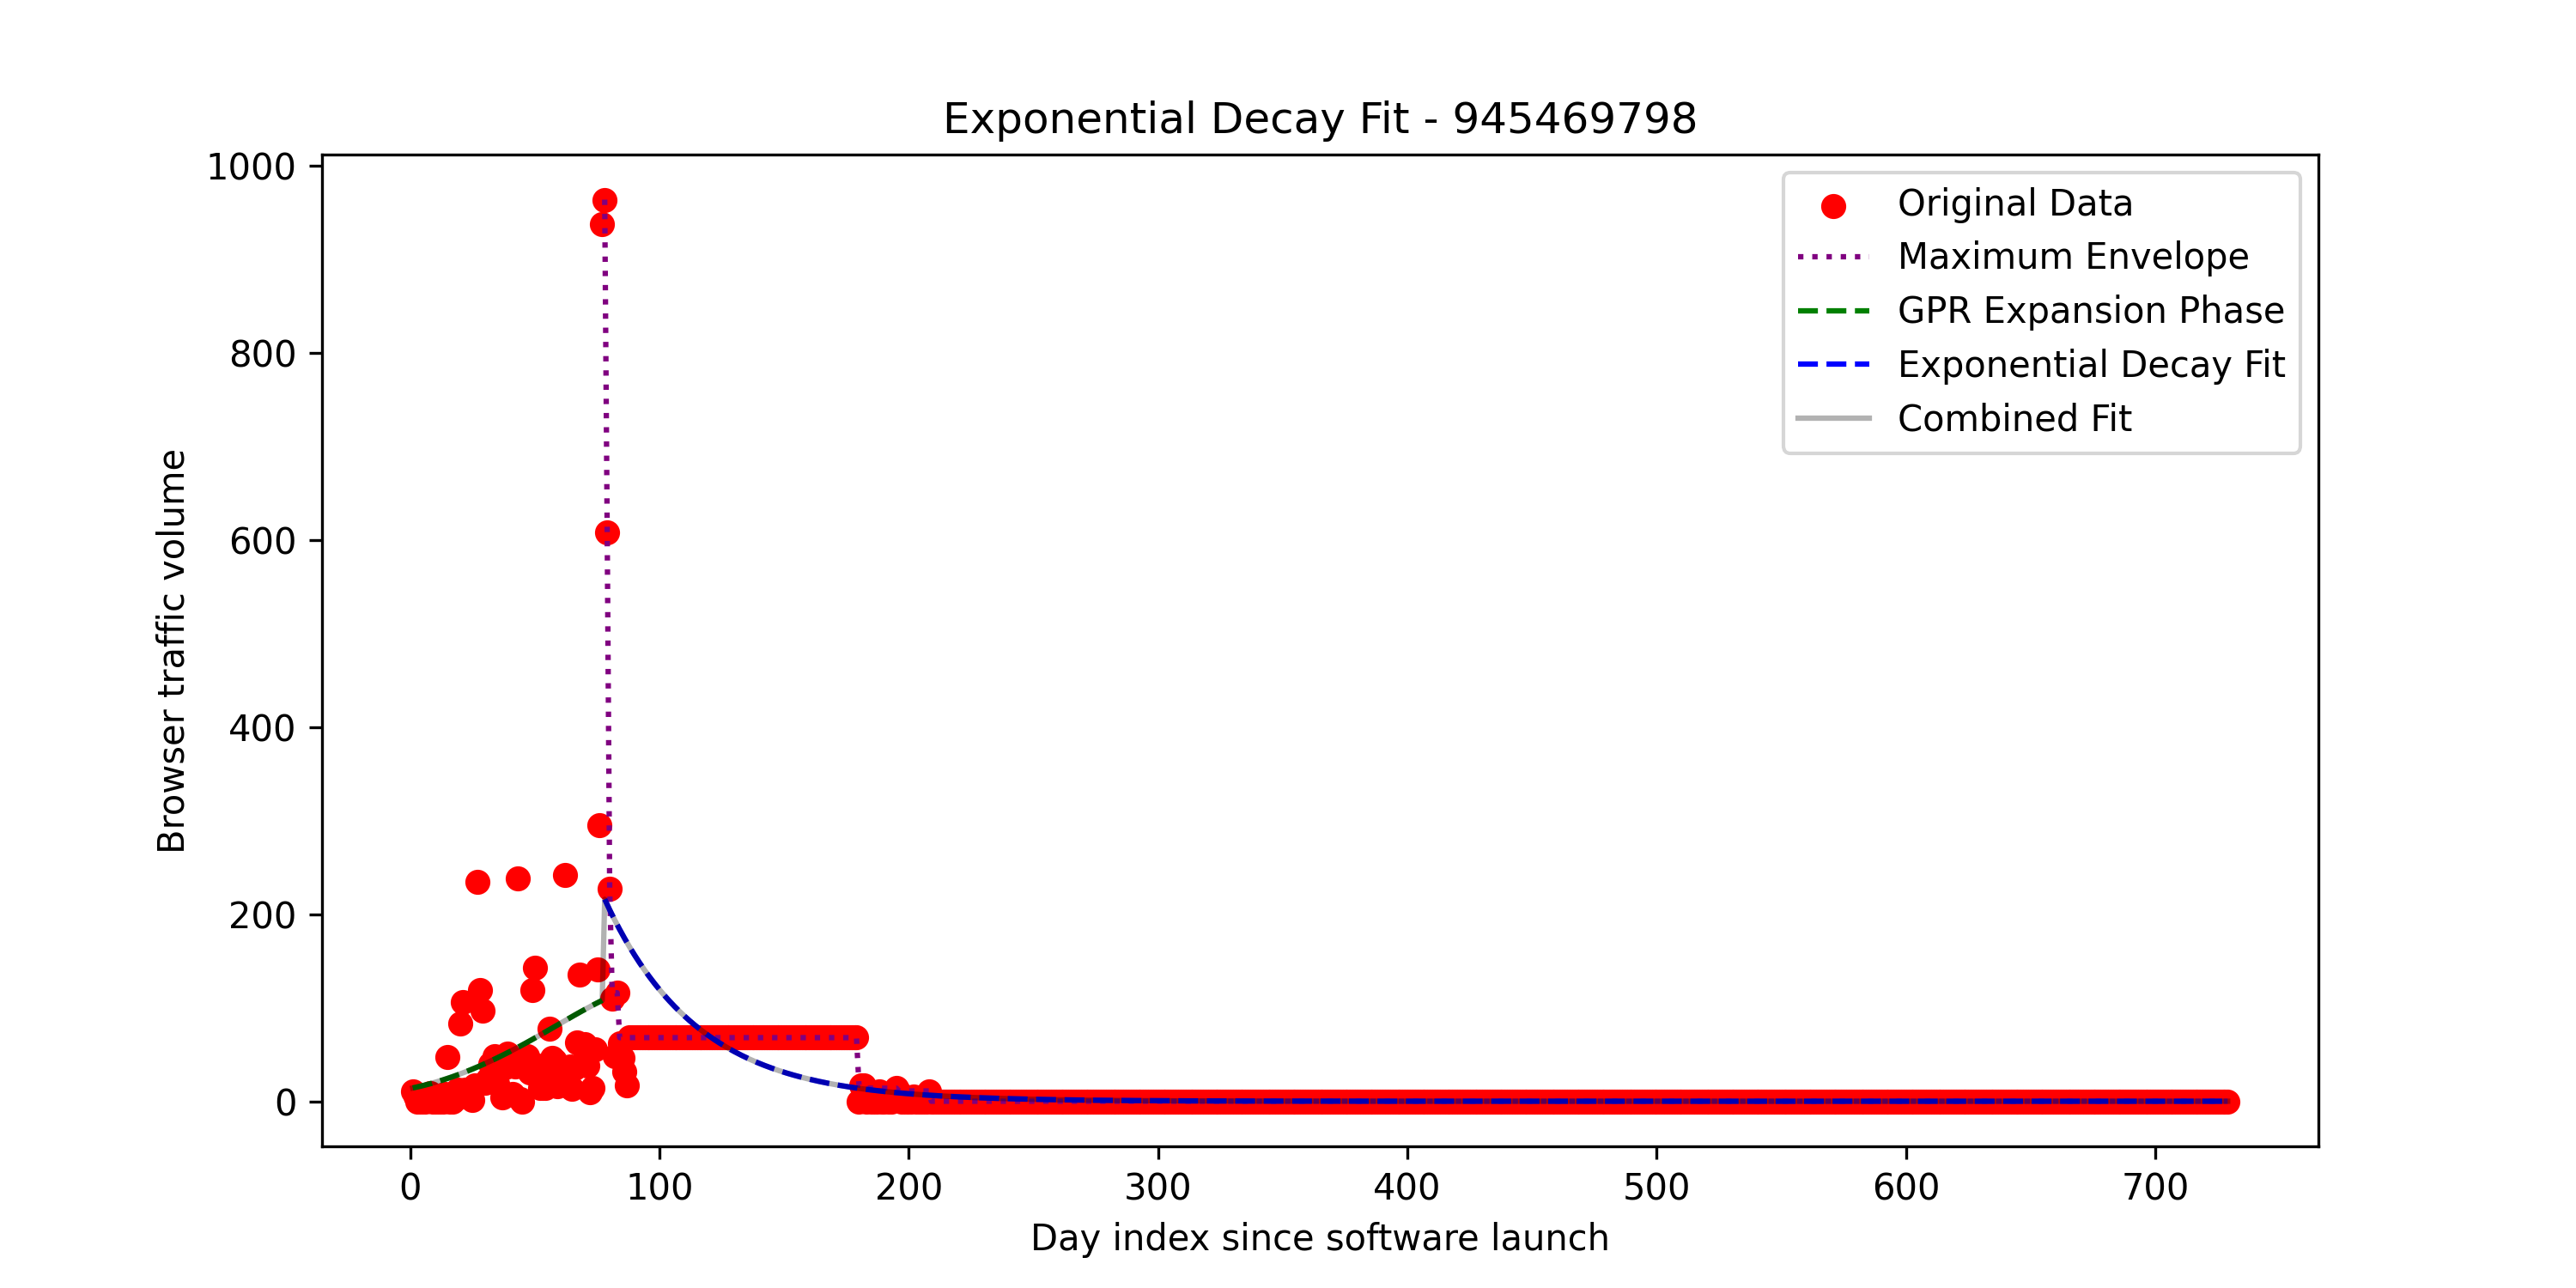 Exponential Decay Fit - 945469798
1000
800
600
400
200
0
Browser traffic volume
Original Data
Maximum Envelope
GPR Expansion Phase
Exponential Decay Fit
Combined Fit
0 100 200 300 400 500 600 700
Day index since software launch